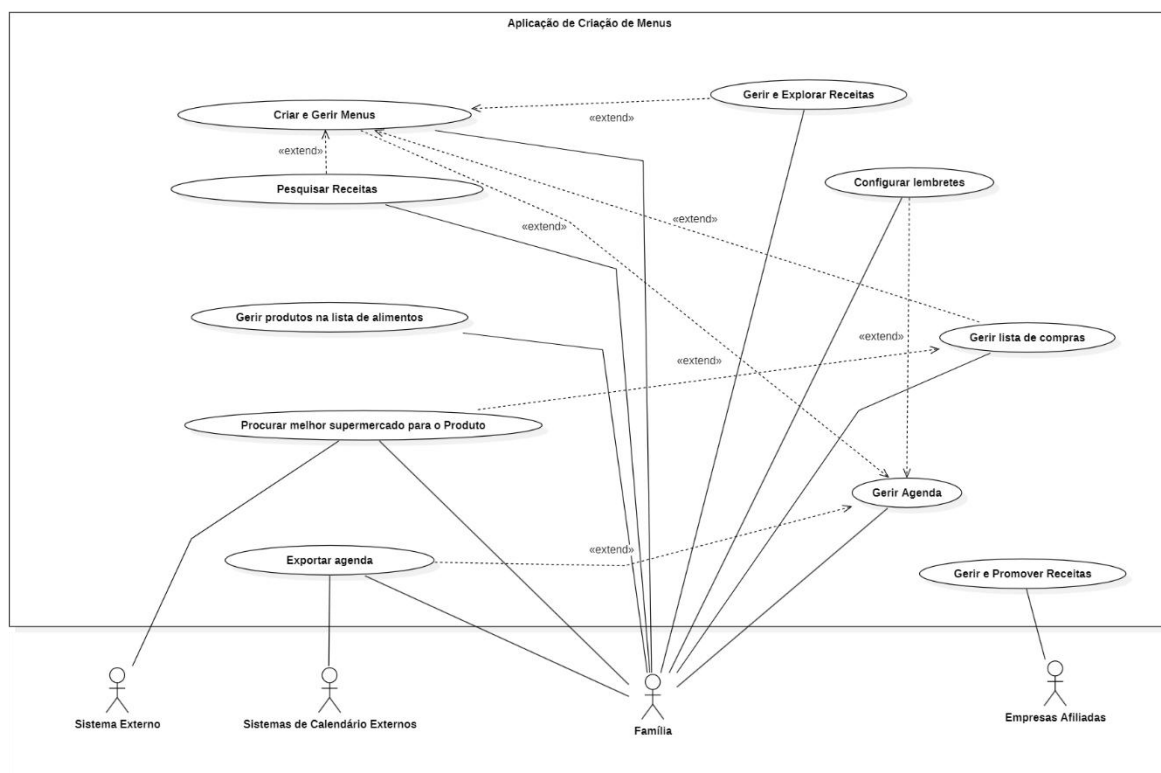 Aplicação de Criação de Menus
Gerir e Explorar Receitas
Criar e Gerir Menus
«extend»
«extend»
Pesquisar Receitas
Configurar lembretes
«extend»
«extend»
Gerir produtos na lista de alimentos
«extend»
Gerir lista de compras
«extend»
Procurar melhor supermercado para o Produto
Gerir Agenda
«extend»
Exportar agenda
Gerir e Promover Receitas
Sistema Externo
Sistemas de Calendário Externos
Família
Empresas Afiliadas